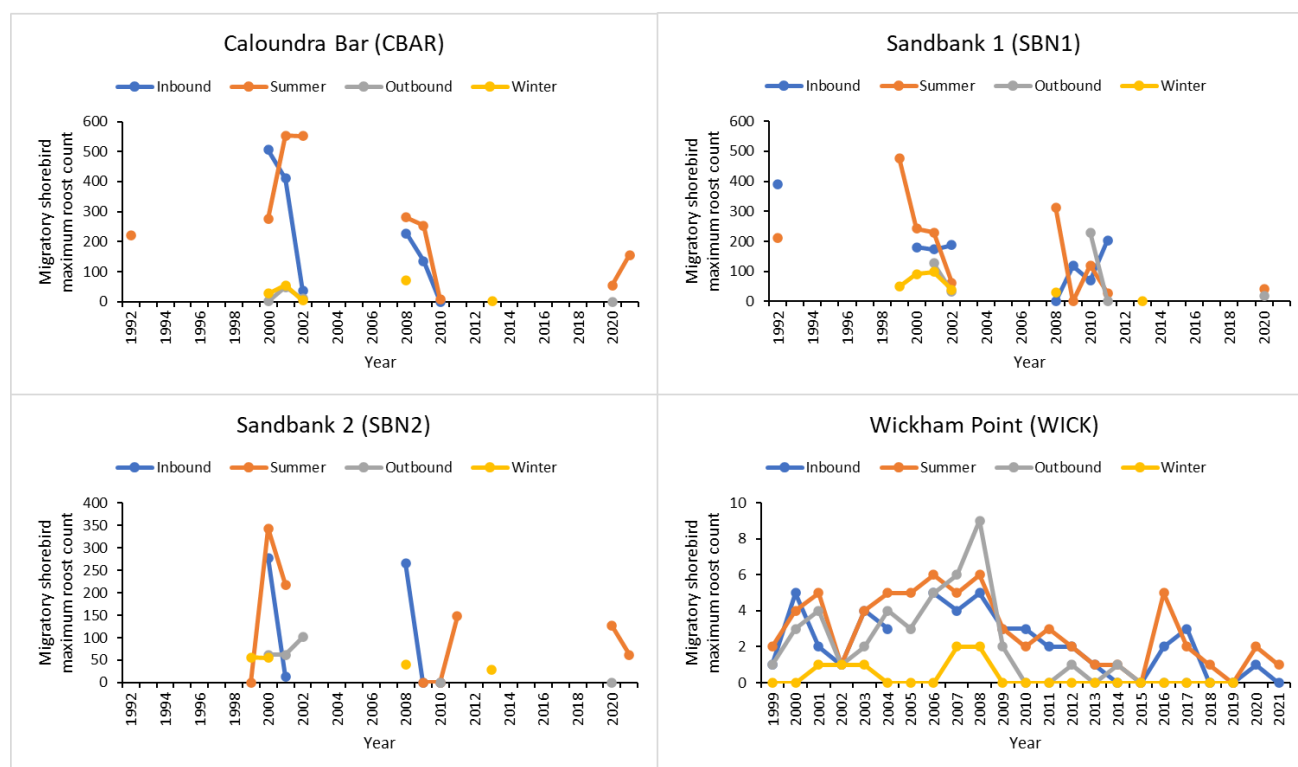 Caloundra Bar (CBAR)
Inbound Summer Outbound Winter
Migratory shorebird
maximum roost count
600
500
400
300
200
100
0
1992 1994 1996 1998 2000 2002 2004 2006 2008 2010 2012 2014 2016 2018 2020
Year
Sandbank 1 (SBN1)
Inbound Summer Outbound Winter
Migratory shorebird
maximum roost count
600
500
400
300
200
100
0
1992 1994 1996 1998 2000 2002 2004 2006 2008 2010 2012 2014 2016 2018 2020
Year
Sandbank 2 (SBN2)
Inbound Summer Outbound Winter
Migratory shorebird
maximum roost count
400
350
300
250
200
150
100
50
0
1992 1994 1996 1998 2000 2002 2004 2006 2008 2010 2012 2014 2016 2018 2020
Year
Wickham Point (WICK)
Inbound Summer Outbound Winter
Migratory shorebird
maximum roost count
10
8
6
4
2
0
1999 2000 2001 2002 2003 2004 2005 2006 2007 2008 2009 2010 2011 2012 2013 2014 2015 2016 2017 2018 2019 2020 2021
Year